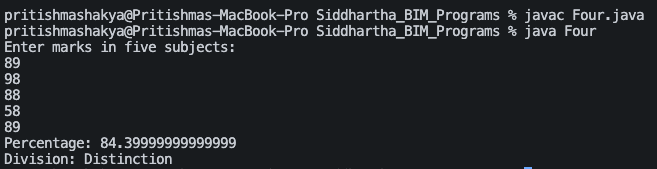 pritishmashakya@Pritishmas-MacBook-Pro Siddhartha_BIM_Programs % javac Four.java
pritishmashakya@Pritishmas-MacBook-Pro Siddhartha_BIM_Programs % java Four
Enter marks in five subjects:
89
98
88
58
89
Percentage: 84.39999999999999
Division: Distinction